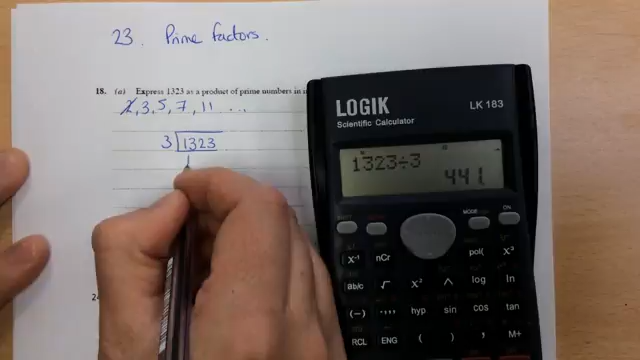 23. Prime Factors.
18. (a) Express 1323 as a product of prime numbers in in
2, 3, 5, 7, 11 ...
3 1323
LOGIK
LK 183
Scientific Calculator
1323÷3
441.
SHIFT
MODE
ON
X⁻¹ nCr Pol( X³
ab/c √ X² ^ log ln
(−) hyp sin cos tan
RCL ENG ( ) , M+